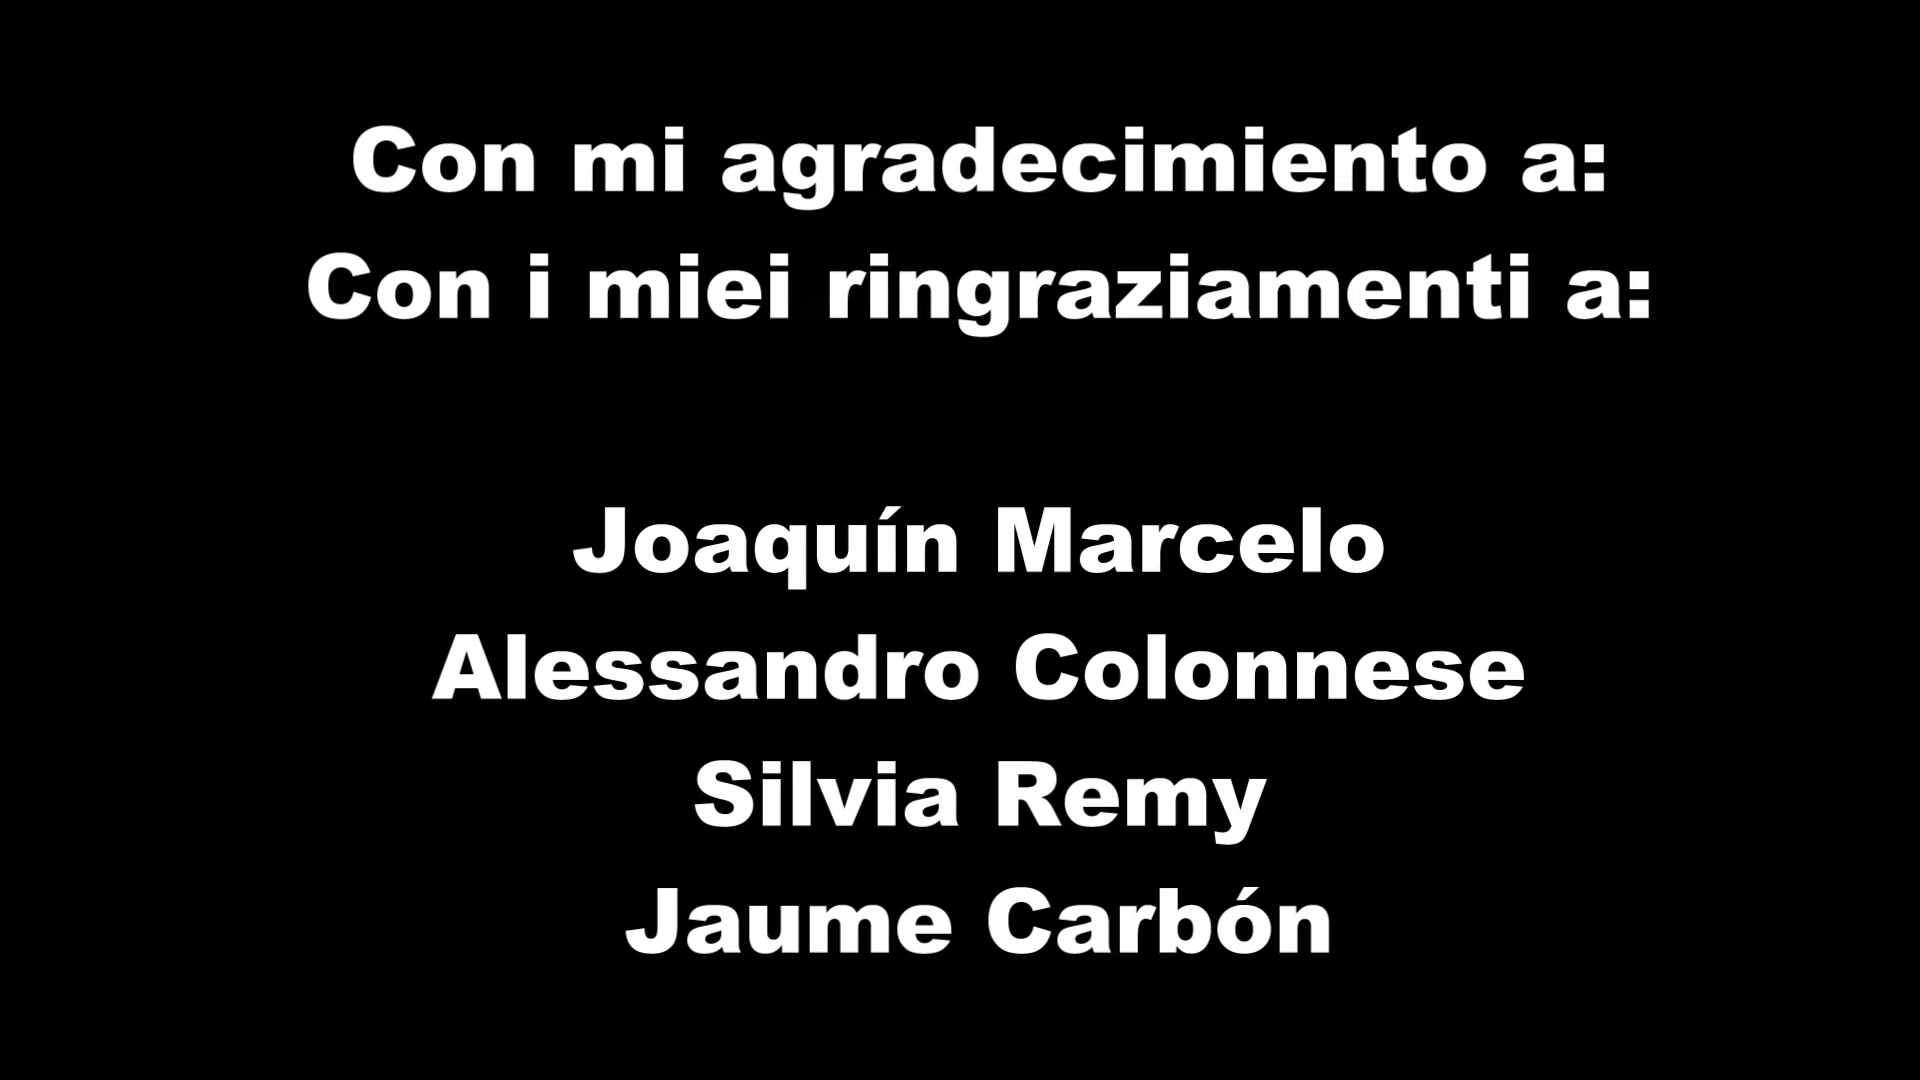 Con mi agradecimiento a:
Con i miei ringraziamenti a:
Joaquín Marcelo
Alessandro Colonnese
Silvia Remy
Jaume Carbón